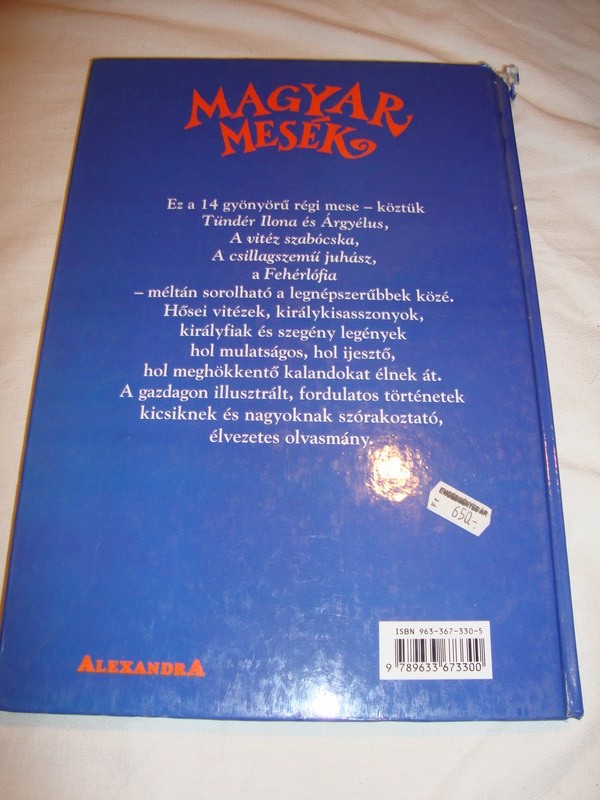 MAGYAR
MESÉK
Ez a 14 gyönyörű régi mese – köztük
Tündér Ilona és Árgyélus,
A vitéz szabócska,
A csillagszemű juhász,
a Fehérlófia
– méltán sorolható a legnépszerűbbek közé.
Hősei vitézek, királykisasszonyok,
királyfiak és szegény legények
hol mulatságos, hol ijesztő,
hol meghökkentő kalandokat élnek át.
A gazdagon illusztrált, fordulatos történetek
kicsiknek és nagyoknak szórakoztató,
élvezetes olvasmány.
ENGEDMÉNYES ÁR
Ft 650,-
ISBN 963-367-330-5
9 789633 673300
ALEXANDRA